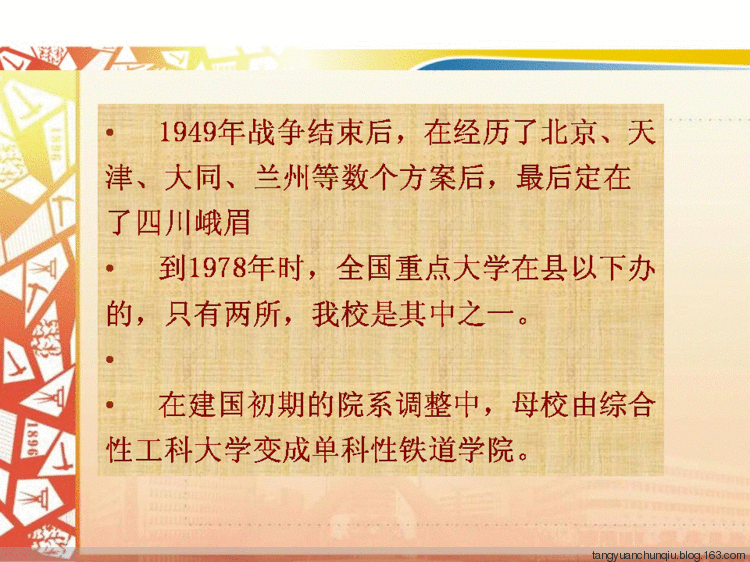 • 1949年战争结束后，在经历了北京、天
津、大同、兰州等数个方案后，最后定在
了四川峨眉
• 到1978年时，全国重点大学在县以下办
的，只有两所，我校是其中之一。
•
• 在建国初期的院系调整中，母校由综合
性工科大学变成单科性铁道学院。
1896
1896
tangyuanchunqiu.blog.163.com